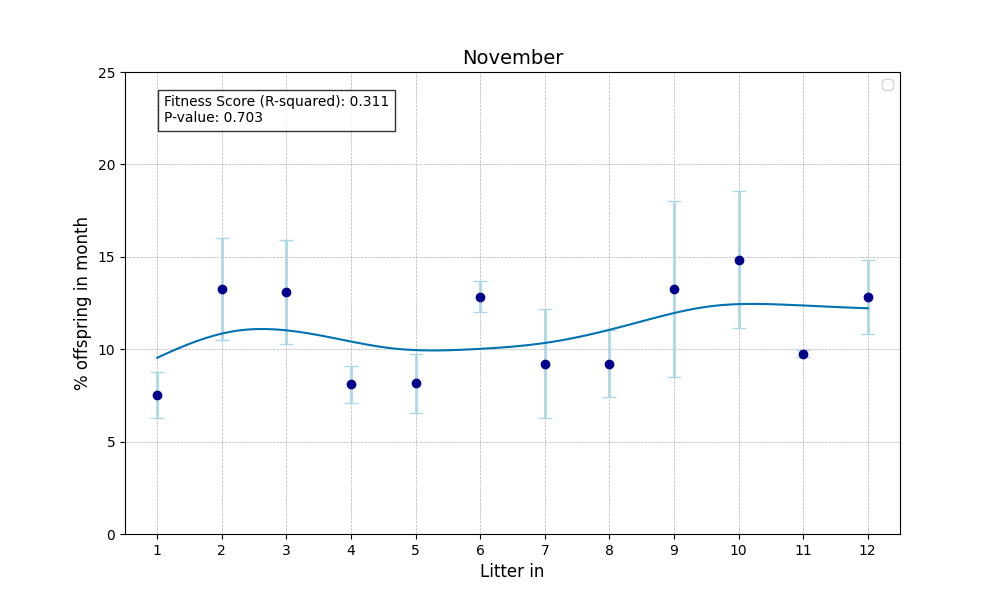 November
Fitness Score (R-squared): 0.311
P-value: 0.703
25
20
15
10
5
0
% offspring in month
1 2 3 4 5 6 7 8 9 10 11 12
Litter in